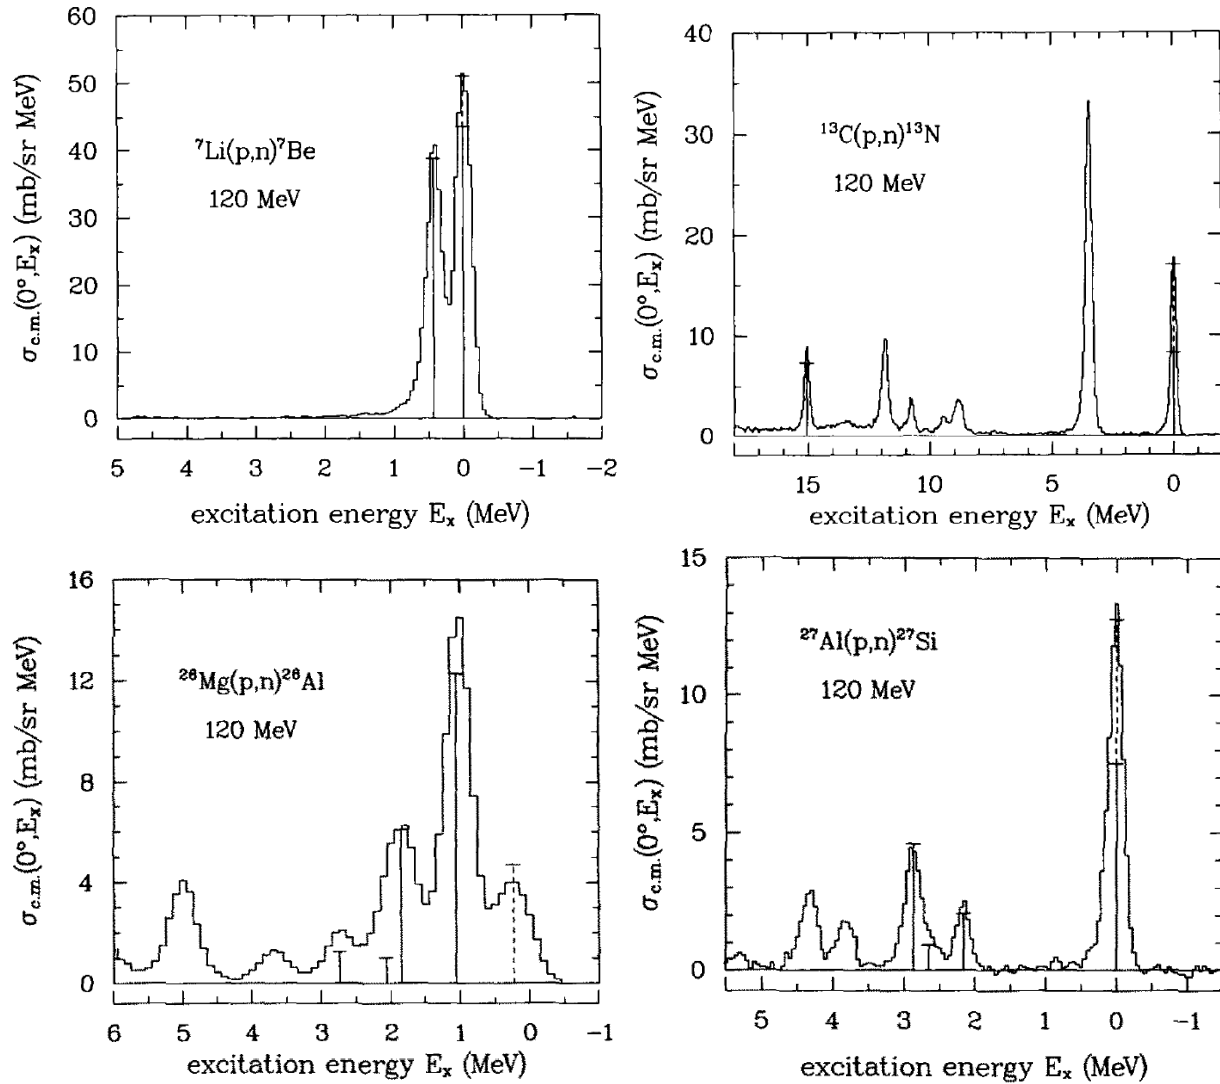 60
50
40
30
20
10
0
σc.m.(0°,Ex) (mb/sr MeV)
⁷Li(p,n)⁷Be
120 MeV
5 4 3 2 1 0 −1 −2
excitation energy Ex (MeV)
40
30
20
10
0
σc.m.(0°,Ex) (mb/sr MeV)
¹³C(p,n)¹³N
120 MeV
15 10 5 0
excitation energy Ex (MeV)
16
12
8
4
0
σc.m.(0°,Ex) (mb/sr MeV)
²⁶Mg(p,n)²⁶Al
120 MeV
6 5 4 3 2 1 0 −1
excitation energy Ex (MeV)
15
10
5
0
σc.m.(0°,Ex) (mb/sr MeV)
²⁷Al(p,n)²⁷Si
120 MeV
5 4 3 2 1 0 −1
excitation energy Ex (MeV)